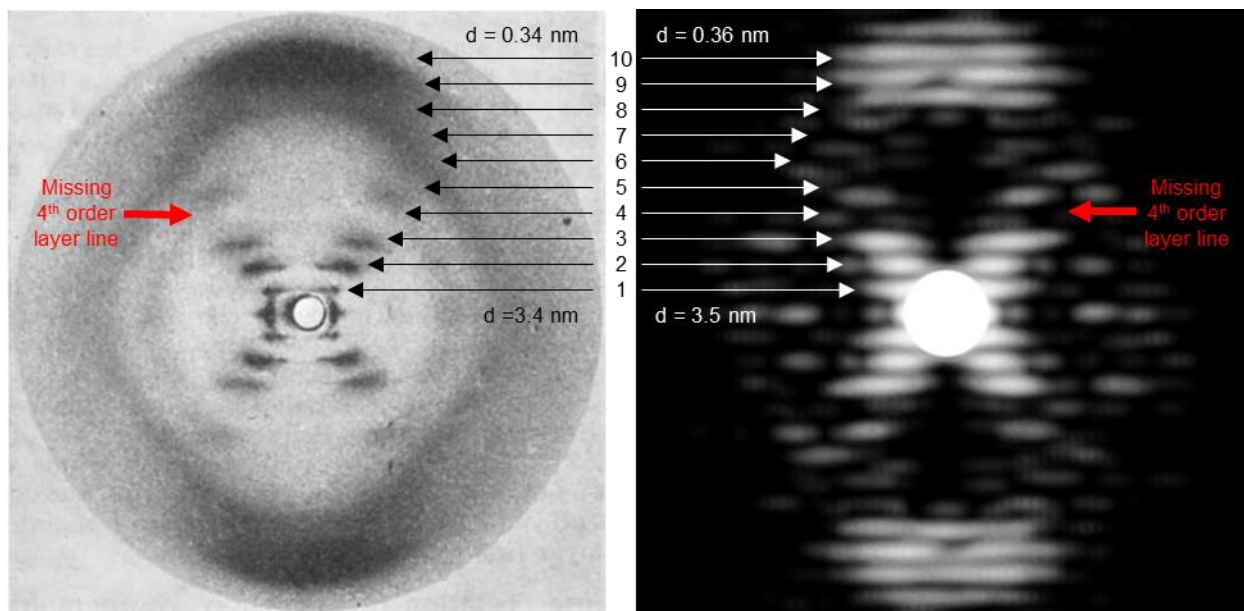 d = 0.34 nm
10
d = 0.36 nm
9
8
7
6
5
4
3
2
1
Missing
4th order
layer line
Missing
4th order
layer line
d =3.4 nm
d = 3.5 nm